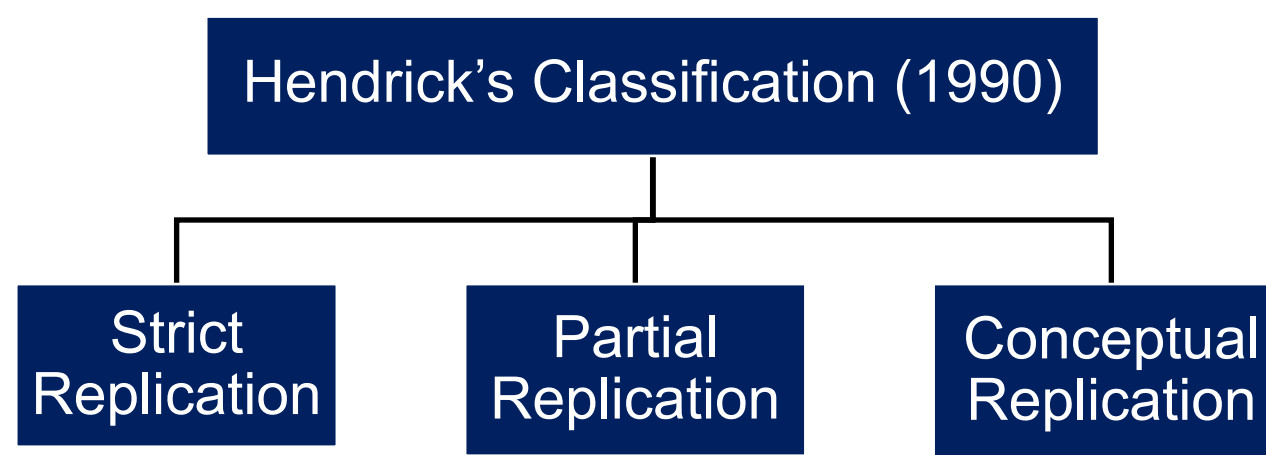 Hendrick’s Classification (1990)
Strict
Replication
Partial
Replication
Conceptual
Replication